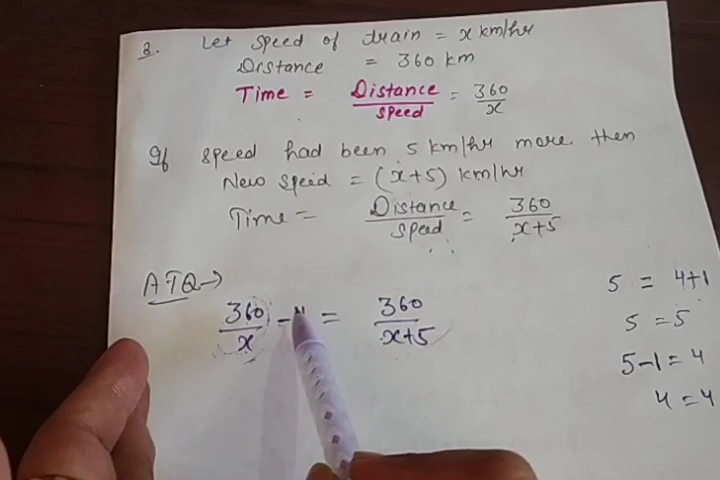 3. Let speed of train = x km/hr
Distance = 360 km
Time = Distance/speed = 360/x
If speed had been 5 km/hr more then
New speed = (x+5) km/hr
Time = Distance/speed = 360/x+5
ATQ→
360/x - = 360/x+5
5 = 4+1
5 = 5
5-1 = 4
4 = 4